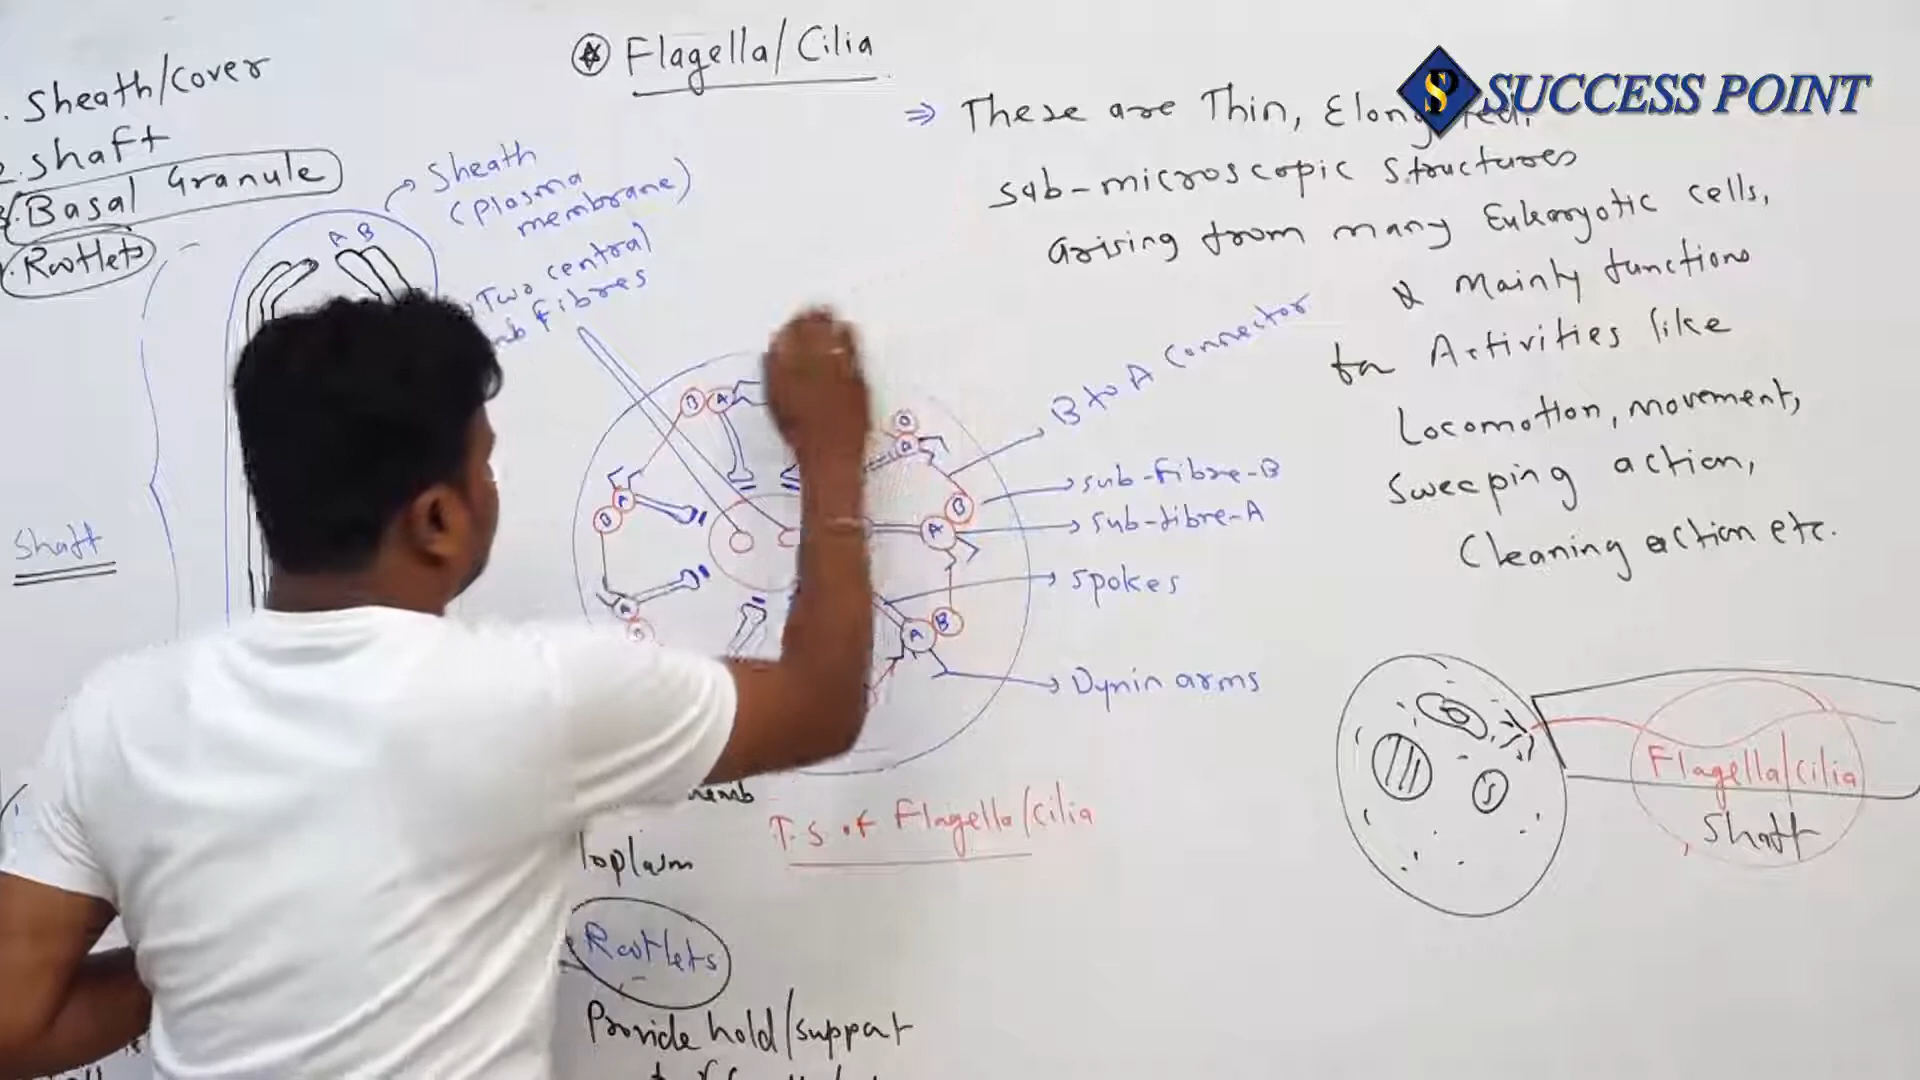 Flagella/Cilia
SUCCESS POINT
. Sheath/cover
2. Shaft
Basal Granule
Rootlets
Sheath
(Plasma
membrane)
A B
Two central
Fibres
Shaft
⇒ These are Thin,
sub-microscopic structures
arising from many Eukaryotic cells,
& Mainly functions
for Activities like
Locomotion, movement,
Sweeping action,
Cleaning action etc.
B to A connector
sub-fibre-B
sub-fibre-A
Spokes
Dynin arms
B A
A
B
A
B
A
A
B
A
A B
T.S of Flagella/Cilia
Flagella/Cilia
Shaft
Rootlets
Provide hold/support